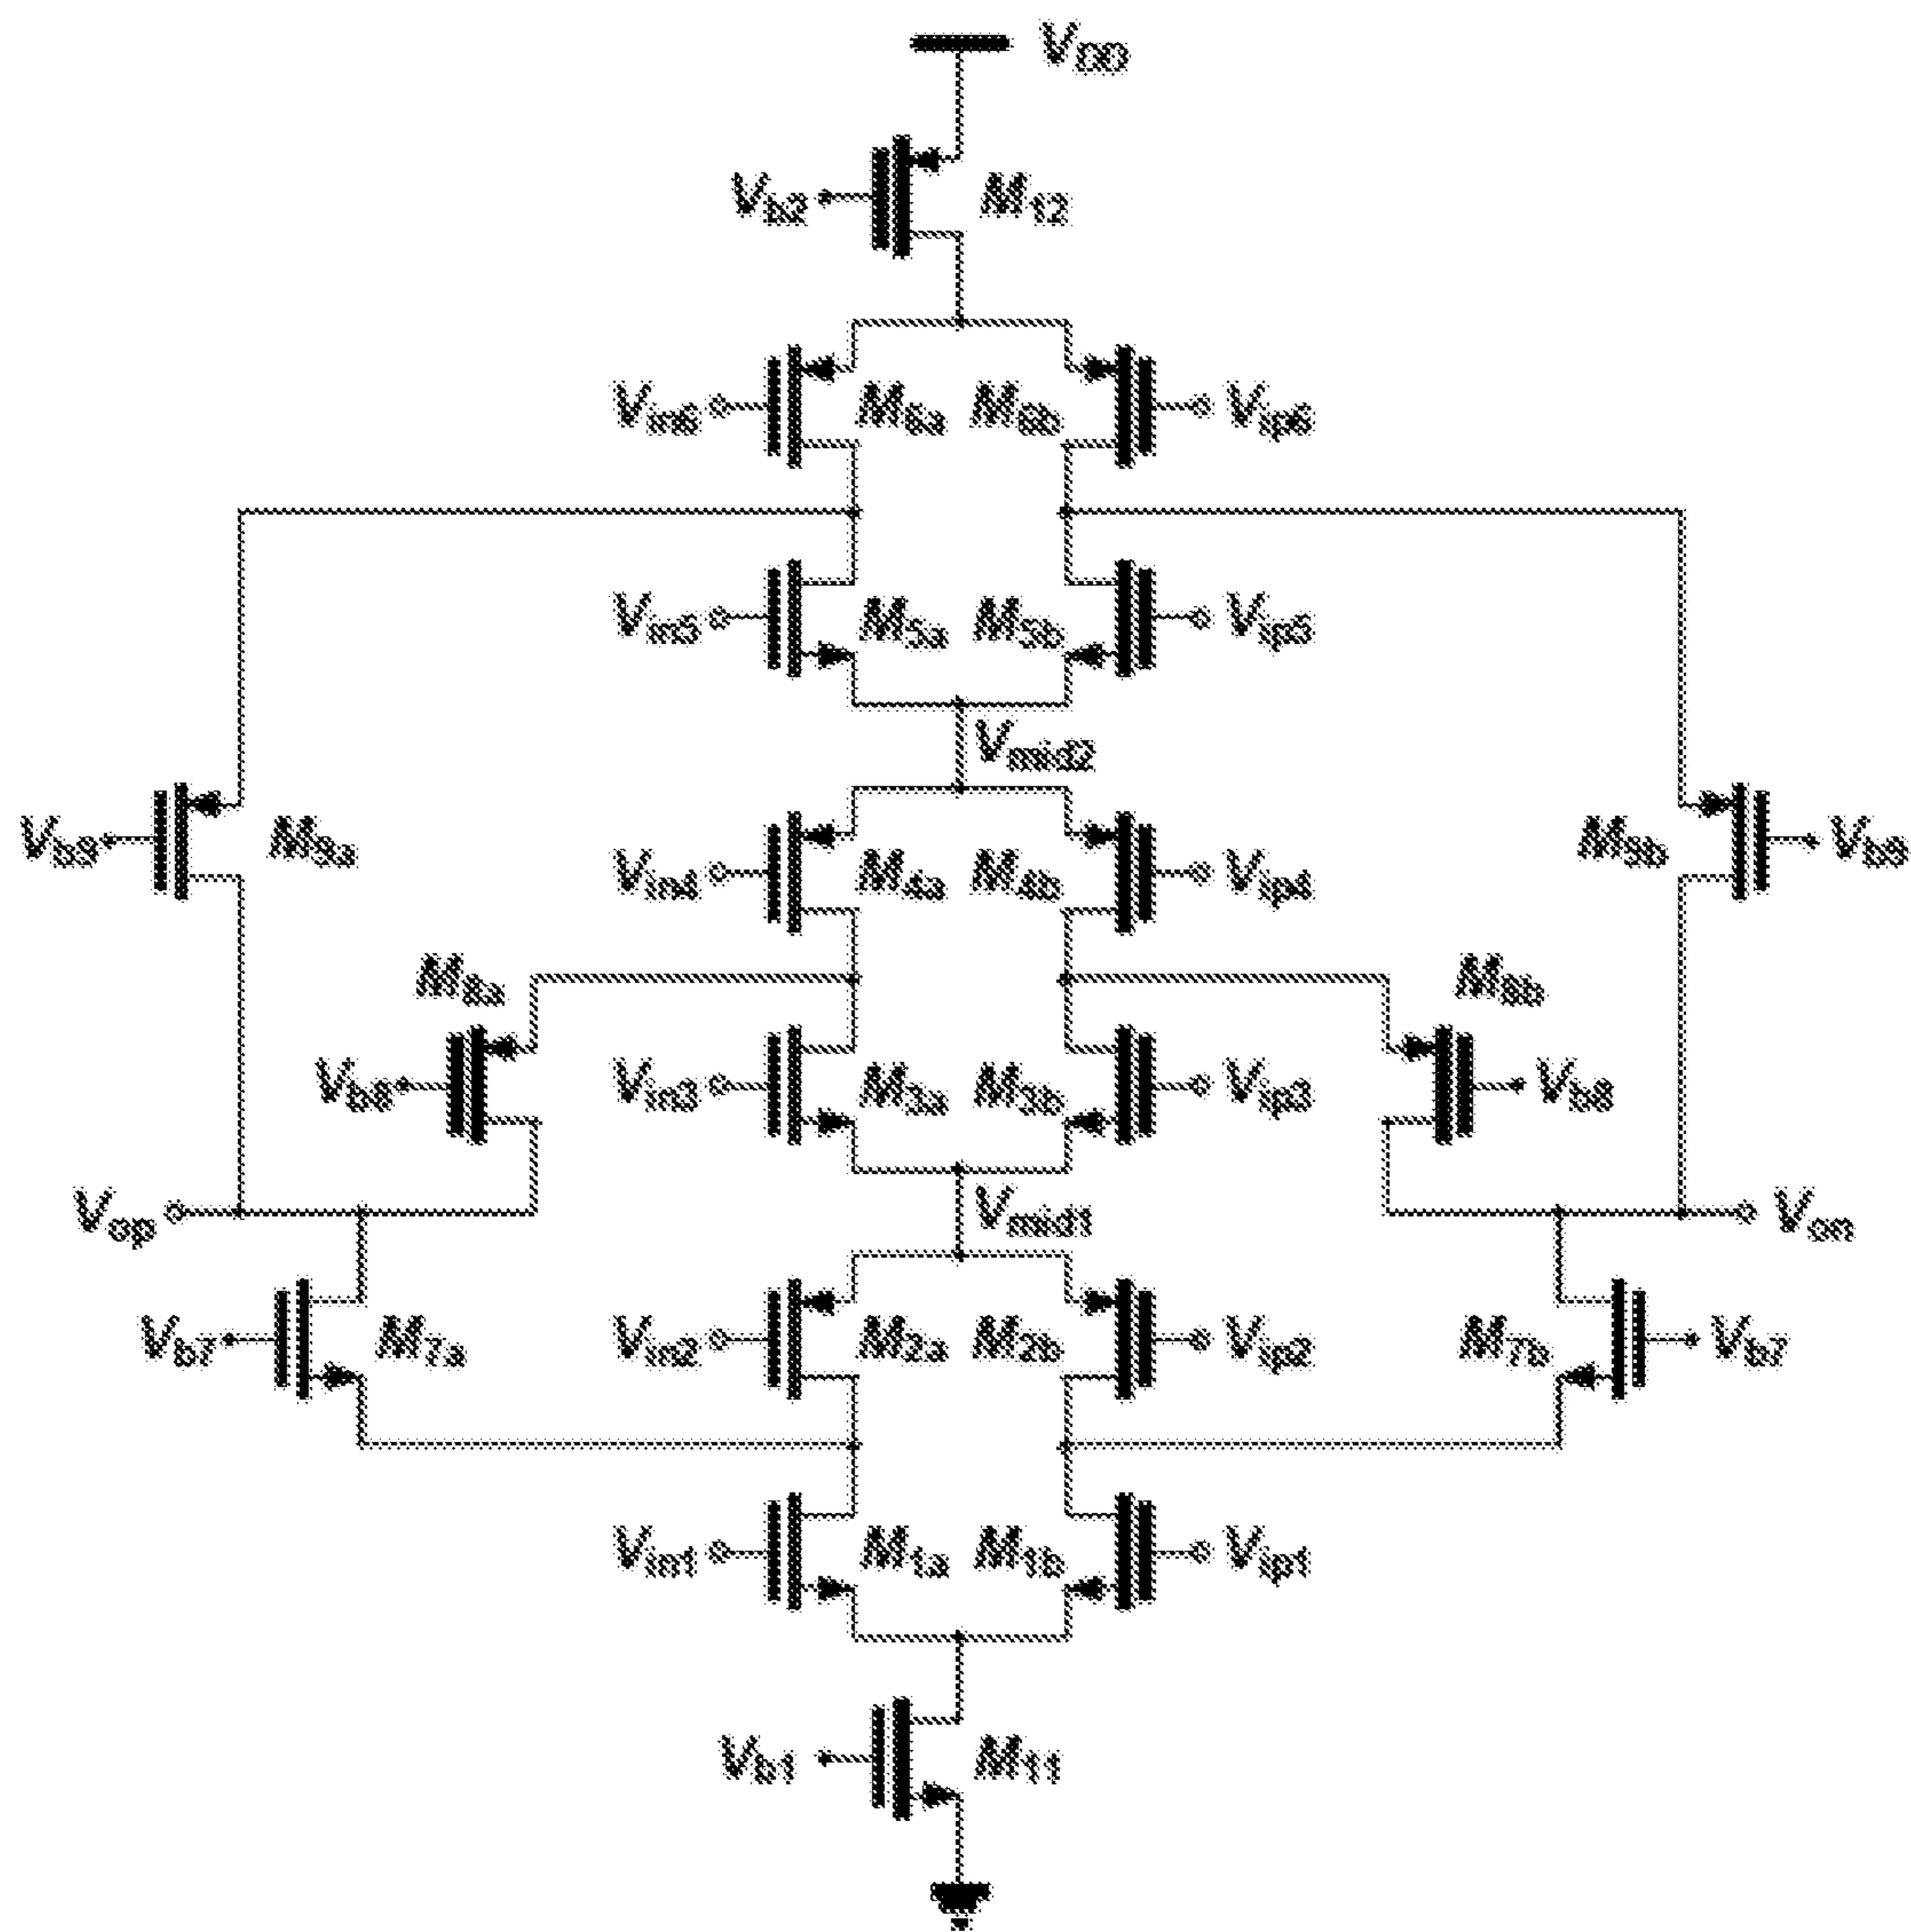 VDD
Vb2 M12
Vin6 M6a M6b Vip6
Vin5 M5a M5b Vip5
Vmid2
Vb9 M9a Vin4 M4a M4b Vip4 M9b Vb9
M8a M8b
Vb8 Vin3 M3a M3b Vip3 Vb8
Vop Vmid1 Von
Vb7 M7a Vin2 M2a M2b Vip2 M7b Vb7
Vin1 M1a M1b Vip1
Vb1 M11